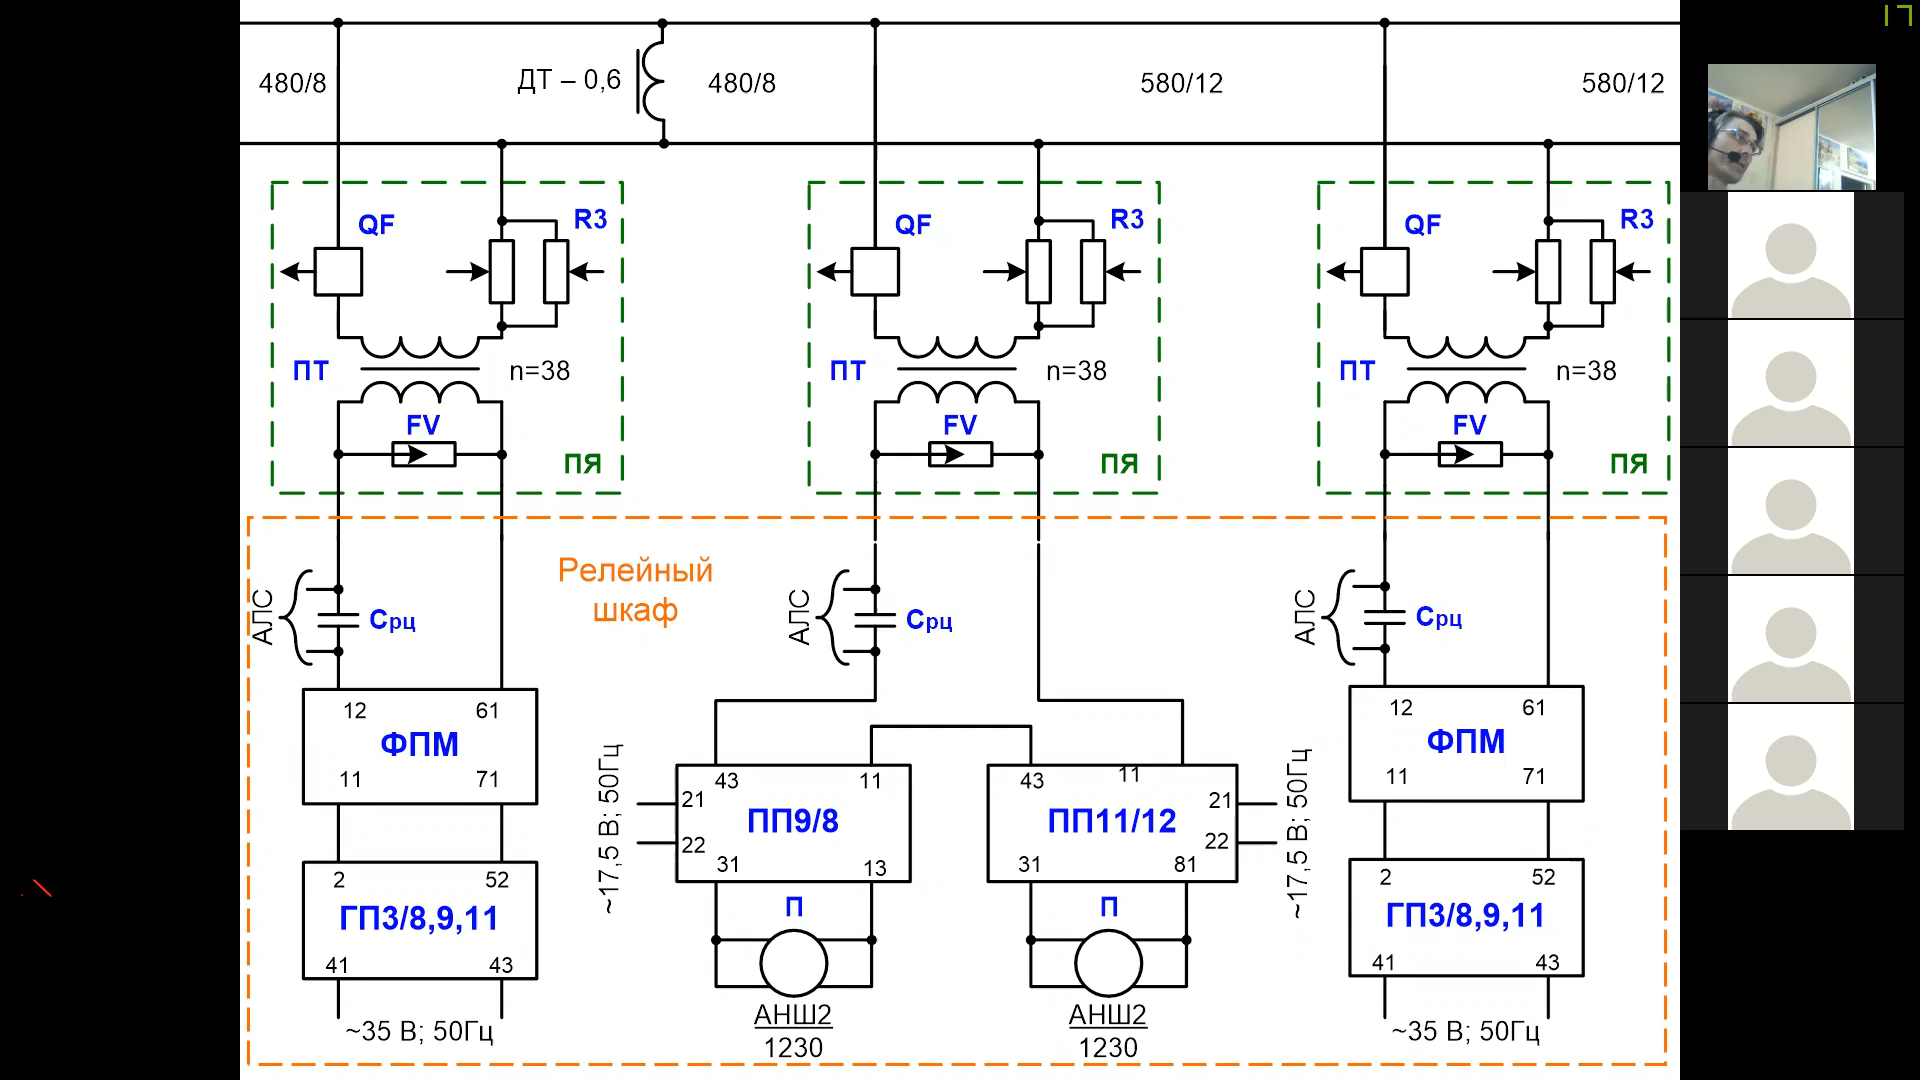 480/8
ДТ – 0,6
480/8
580/12
580/12
QF
R3
QF
R3
QF
R3
ПТ
n=38
ПТ
n=38
ПТ
n=38
FV
FV
FV
ПЯ
ПЯ
ПЯ
Релейный
шкаф
АЛС
Срц
АЛС
Срц
АЛС
Срц
12
61
ФПМ
11
71
12
61
ФПМ
11
71
~17,5 В; 50Гц
43
11
21
ПП9/8
22
31
13
43
11
21
ПП11/12
22
31
81
~17,5 В; 50Гц
2
52
ГП3/8,9,11
41
43
П
П
2
52
ГП3/8,9,11
41
43
~35 В; 50Гц
АНШ2
1230
АНШ2
1230
~35 В; 50Гц
17